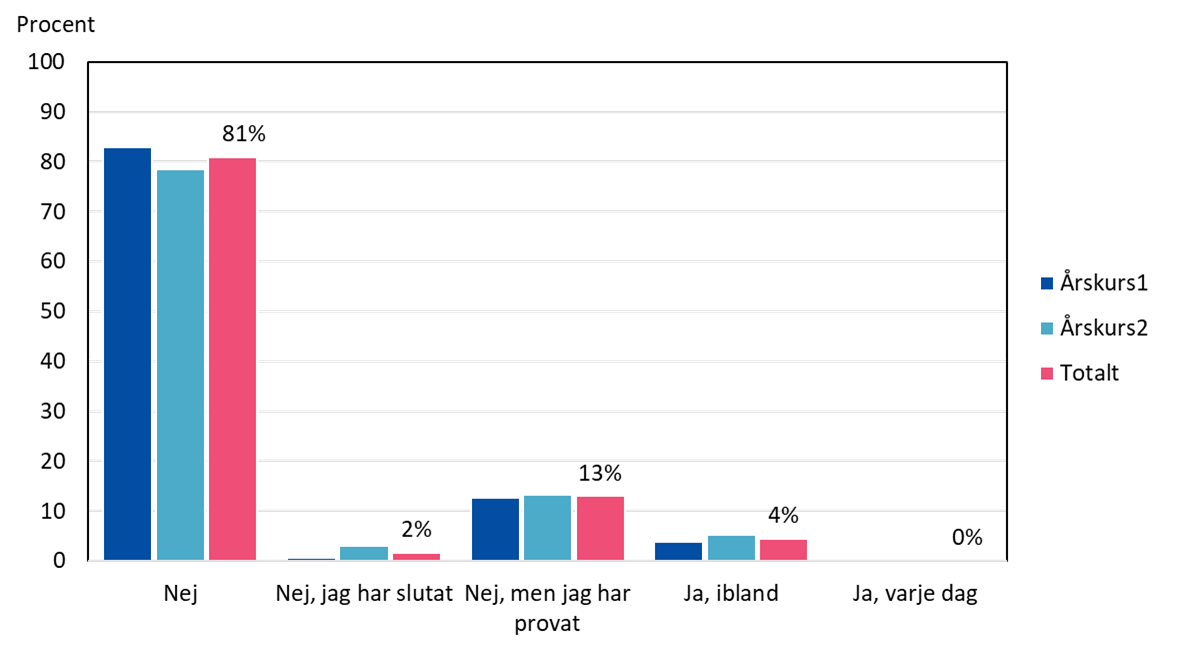 Procent
100
90
80
70
60
50
40
30
20
10
0
81%
2%
13%
4%
0%
Nej
Nej, jag har slutat
Nej, men jag har
provat
Ja, ibland
Ja, varje dag
Årskurs1
Årskurs2
Totalt